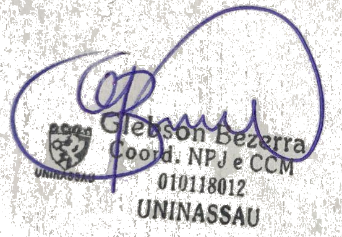 Glebson Bezerra
Coord. NPJ e CCM
010118012
UNINASSAU
UNINASSAU